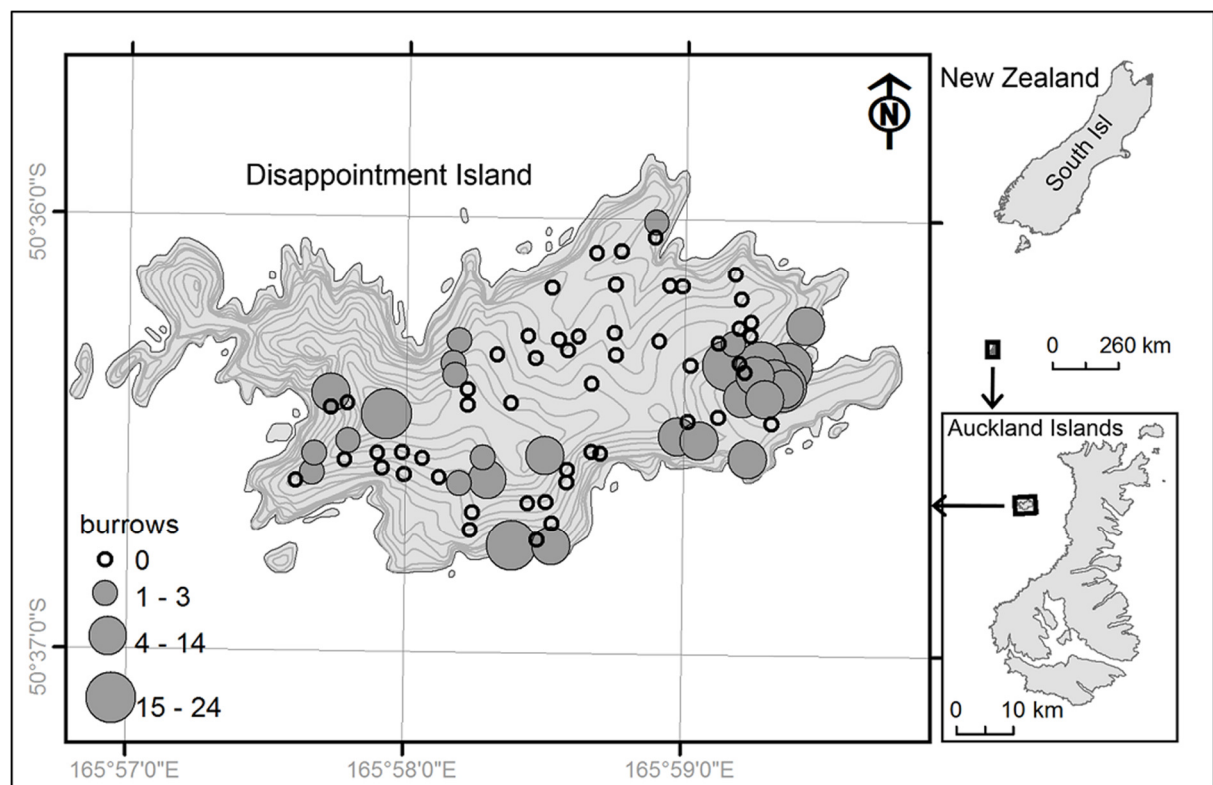 New Zealand
N
South Isl
Disappointment Island
50°36'0"S
0 260 km
Auckland Islands
burrows
0
1 - 3
4 - 14
50°37'0"S
15 - 24
0 10 km
165°57'0"E
165°58'0"E
165°59'0"E